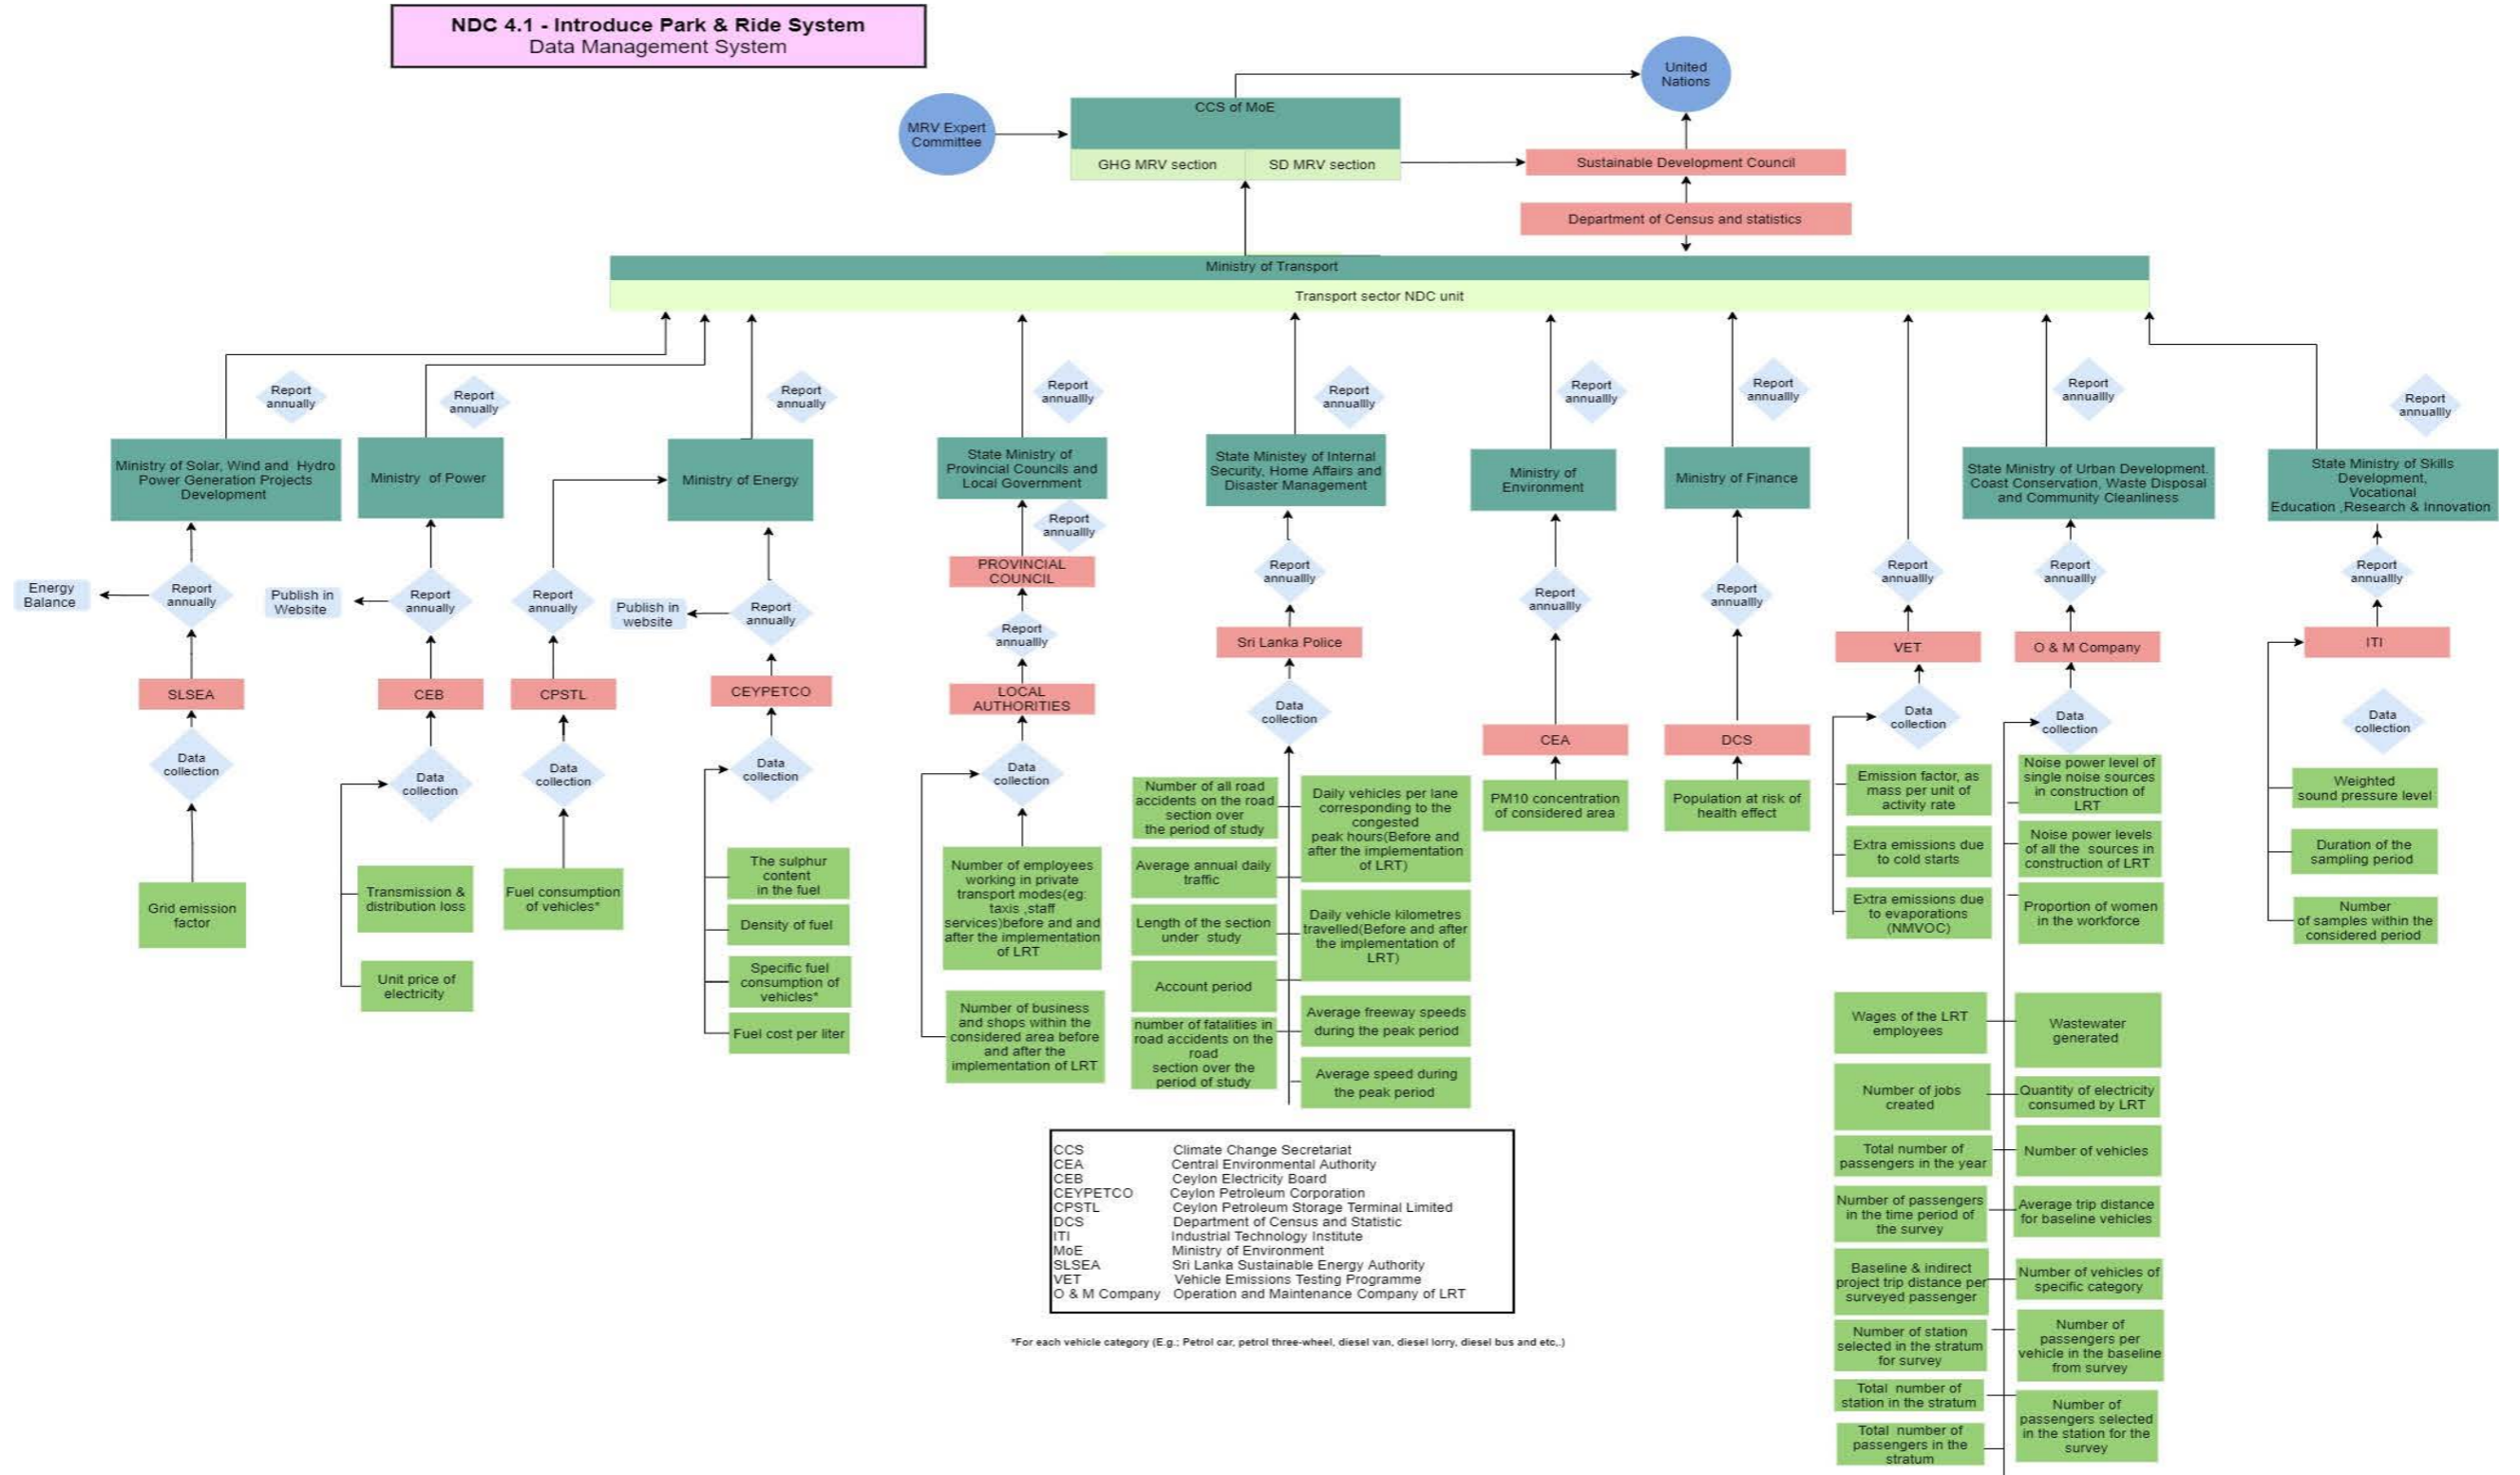 NDC 4.1 - Introduce Park & Ride System
Data Management System
United
Nations
CCS of MoE
MRV Expert
Committee
GHG MRV section
SD MRV section
Sustainable Development Council
Department of Census and statistics
Ministry of Transport
Transport sector NDC unit
Report
annually
Report
annually
Report
annually
Report
annuallly
Report
annuallly
Report
annuallly
Report
annuallly
Report
annuallly
Report
annuallly
Ministry of Solar, Wind and Hydro
Power Generation Projects
Development
Ministry of Power
Ministry of Energy
State Ministry of
Provincial Councils and
Local Government
State Ministey of Internal
Security, Home Affairs and
Disaster Management
Ministry of
Environment
Ministry of Finance
State Ministry of Urban Development.
Coast Conservation, Waste Disposal
and Community Cleanliness
State Ministry of Skills
Development,
Vocational
Education ,Research & Innovation
Energy
Balance
Report
annually
Publish in
Website
Report
annually
Report
annually
Publish in
website
Report
annually
Report
annuallly
PROVINCIAL
COUNCIL
Report
annuallly
LOCAL
AUTHORITIES
Report
annuallly
Sri Lanka Police
Data
collection
Report
annuallly
Report
annuallly
Report
annuallly
VET
Report
annuallly
O & M Company
Report
annuallly
ITI
SLSEA
CEB
CPSTL
CEYPETCO
CEA
DCS
Data
collection
Data
collection
Data
collection
Data
collection
Data
collection
Data
collection
Data
collection
Data
collection
Grid emission
factor
Transmission &
distribution loss
Unit price of
electricity
Fuel consumption
of vehicles*
The sulphur
content
in the fuel
Density of fuel
Specific fuel
consumption of
vehicles*
Fuel cost per liter
Number of employees
working in private
transport modes(eg:
taxis ,staff
services)before and and
after the implementation
of LRT
Number of business
and shops within the
considered area before
and after the
implementation of LRT
Number of all road
accidents on the road
section over
the period of study
Average annual daily
traffic
Length of the section
under study
Account period
number of fatalities in
road accidents on the
road
section over the
period of study
Daily vehicles per lane
corresponding to the
congested
peak hours(Before and
after the implementation
of LRT)
Daily vehicle kilometres
travelled(Before and after
the implementation of
LRT)
Average freeway speeds
during the peak period
Average speed during
the peak period
PM10 concentration
of considered area
Population at risk of
health effect
Emission factor, as
mass per unit of
activity rate
Extra emissions due
to cold starts
Extra emissions due
to evaporations
(NMVOC)
Noise power level of
single noise sources
in construction of
LRT
Noise power levels
of all the sources in
construction of LRT
Proportion of women
in the workforce
Weighted
sound pressure level
Duration of the
sampling period
Number
of samples within the
considered period
Wages of the LRT
employees
Wastewater
generated
Number of jobs
created
Quantity of electricity
consumed by LRT
Total number of
passengers in the year
Number of vehicles
Number of passengers
in the time period of
the survey
Average trip distance
for baseline vehicles
Baseline & indirect
project trip distance per
surveyed passenger
Number of vehicles of
specific category
Number of station
selected in the stratum
for survey
Number of
passengers per
vehicle in the baseline
from survey
Total number of
station in the stratum
Number of
passengers selected
in the station for the
survey
Total number of
passengers in the
stratum
CCS Climate Change Secretariat
CEA Central Environmental Authority
CEB Ceylon Electricity Board
CEYPETCO Ceylon Petroleum Corporation
CPSTL Ceylon Petroleum Storage Terminal Limited
DCS Department of Census and Statistic
ITI Industrial Technology Institute
MoE Ministry of Environment
SLSEA Sri Lanka Sustainable Energy Authority
VET Vehicle Emissions Testing Programme
O & M Company Operation and Maintenance Company of LRT
*For each vehicle category (E.g.; Petrol car, petrol three-wheel, diesel van, diesel lorry, diesel bus and etc,.)